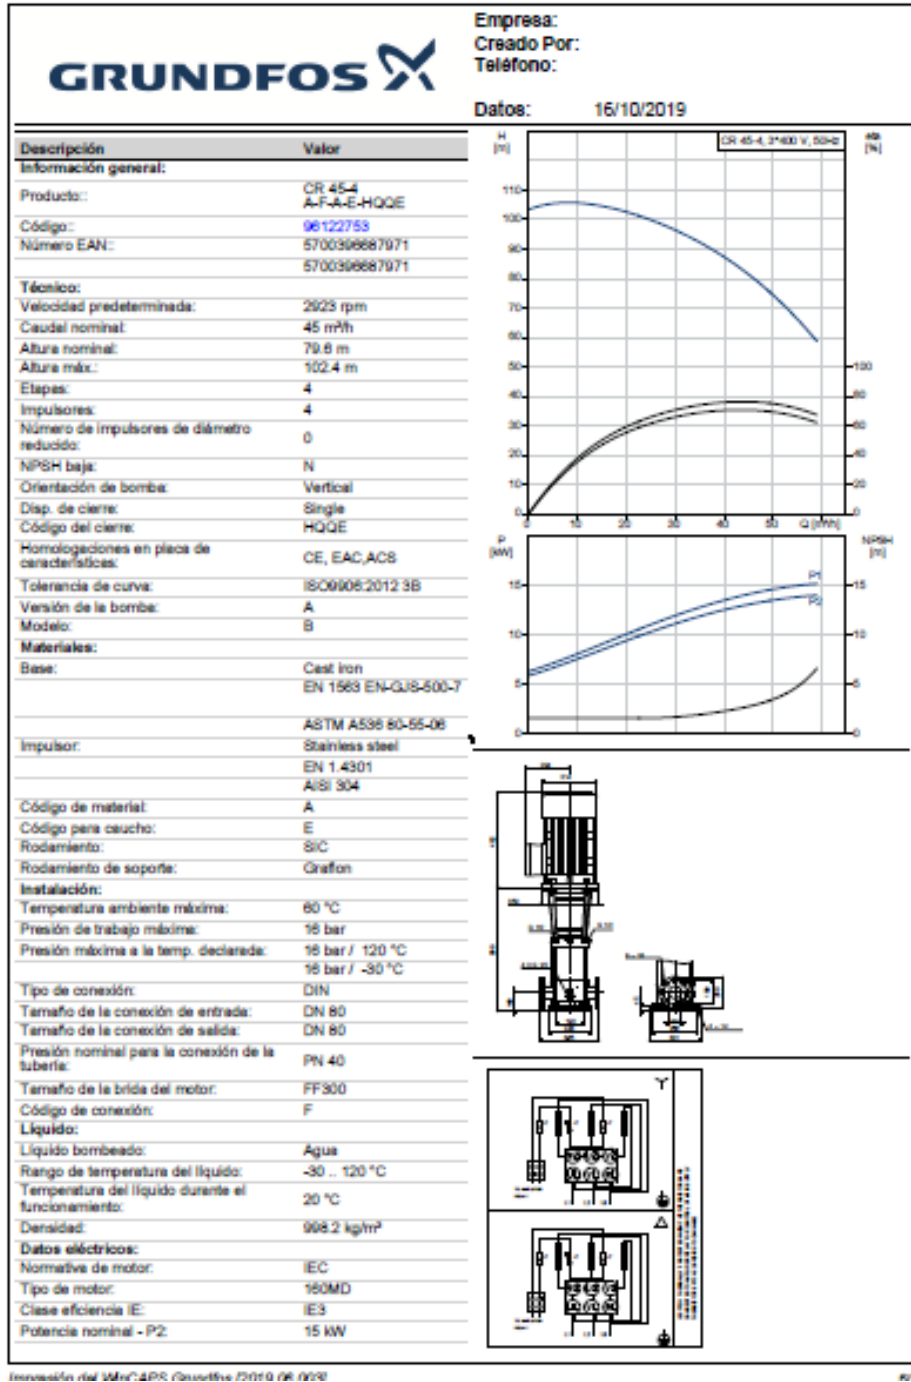 GRUNDFOS
Empresa:
Creado Por:
Teléfono:
Datos: 16/10/2019
Descripción Valor
Información general:
Producto:: CR 45-4
A-F-A-E-HQQE
Código:: 96122753
Número EAN:: 5700396687971
5700396687971
Técnico:
Velocidad predeterminada: 2923 rpm
Caudal nominal: 45 m³/h
Altura nominal: 79.6 m
Altura máx.: 102.4 m
Etapas: 4
Impulsores: 4
Número de impulsores de diámetro
reducido: 0
NPSH baja: N
Orientación de bomba: Vertical
Disp. de cierre: Single
Código del cierre: HQQE
Homologaciones en placa de
características: CE, EAC,ACS
Tolerancia de curva: ISO9906:2012 3B
Versión de la bomba: A
Modelo: B
Materiales:
Base: Cast iron
EN 1563 EN-GJS-500-7
ASTM A536 80-55-06
Impulsor: Stainless steel
EN 1.4301
AISI 304
Código de material: A
Código para caucho: E
Rodamiento: SIC
Rodamiento de soporte: Graflon
Instalación:
Temperatura ambiente máxima: 60 °C
Presión de trabajo máxima: 16 bar
Presión máxima a la temp. declarada: 16 bar / 120 °C
16 bar / -30 °C
Tipo de conexión: DIN
Tamaño de la conexión de entrada: DN 80
Tamaño de la conexión de salida: DN 80
Presión nominal para la conexión de la
tubería: PN 40
Tamaño de la brida del motor: FF300
Código de conexión: F
Líquido:
Líquido bombeado: Agua
Rango de temperatura del líquido: -30 .. 120 °C
Temperatura del líquido durante el
funcionamiento: 20 °C
Densidad: 998.2 kg/m³
Datos eléctricos:
Normativa de motor: IEC
Tipo de motor: 160MD
Clase eficiencia IE: IE3
Potencia nominal - P2: 15 kW
H
[m]
CR 45-4, 3*400 V, 50Hz
eta
[%]
110
100
90
80
70
60
50
40
30
20
10
0
100
80
60
40
20
0
0 10 20 30 40 50 Q [m³/h]
P
[kW]
NPSH
[m]
P1
P2
15
10
5
0
15
10
5
0
Impresión del WinCAPS Grundfos [2019.06.003]